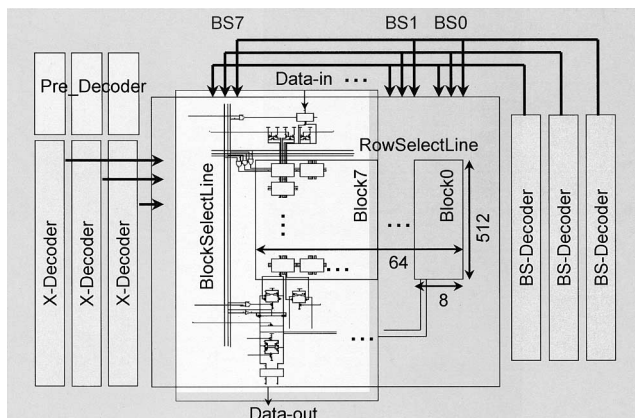 BS7
BS1 BS0
Pre_Decoder
Data-in
RowSelectLine
Block7
Block0
BlockSelectLine
X-Decoder
X-Decoder
X-Decoder
BS-Decoder
BS-Decoder
BS-Decoder
512
64
8
Data-out